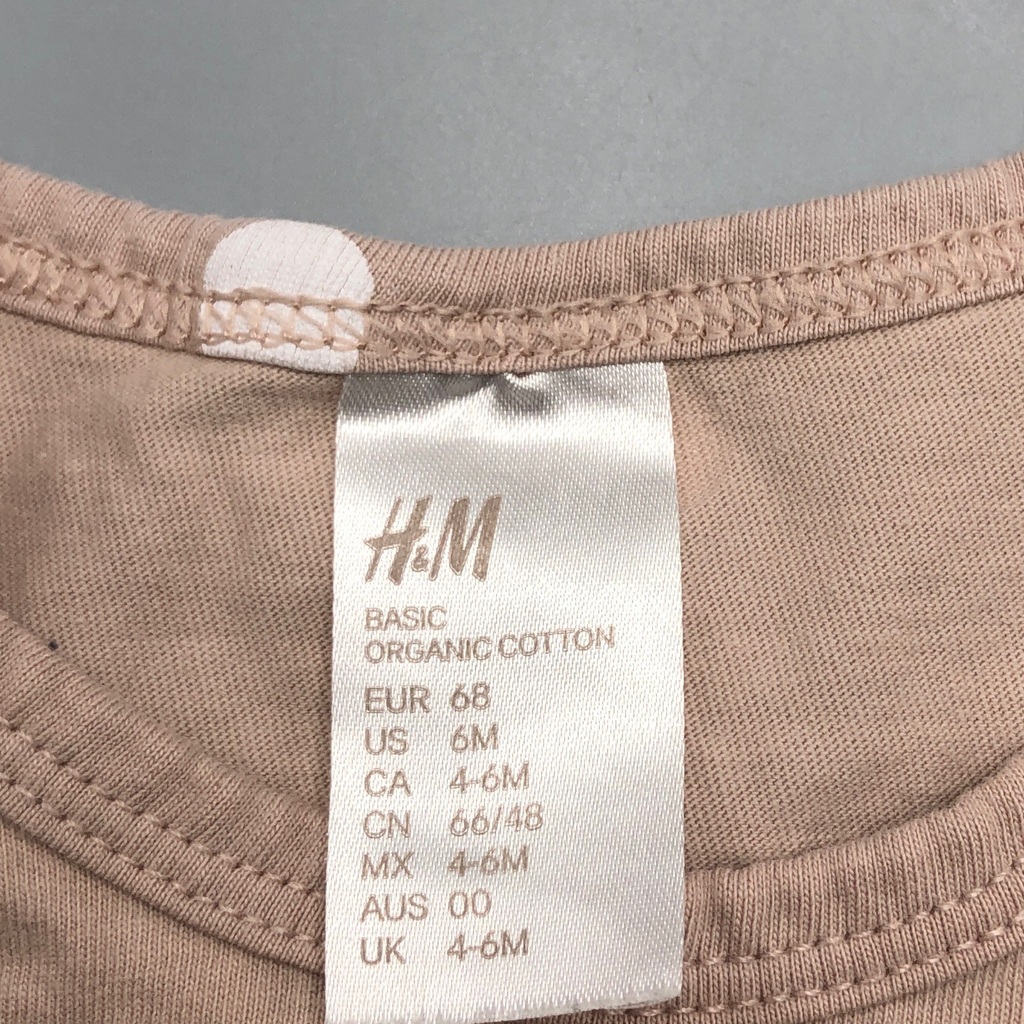 H&M
BASIC
ORGANIC COTTON
EUR 68
US 6M
CA 4-6M
CN 66/48
MX 4-6M
AUS 00
UK 4-6M